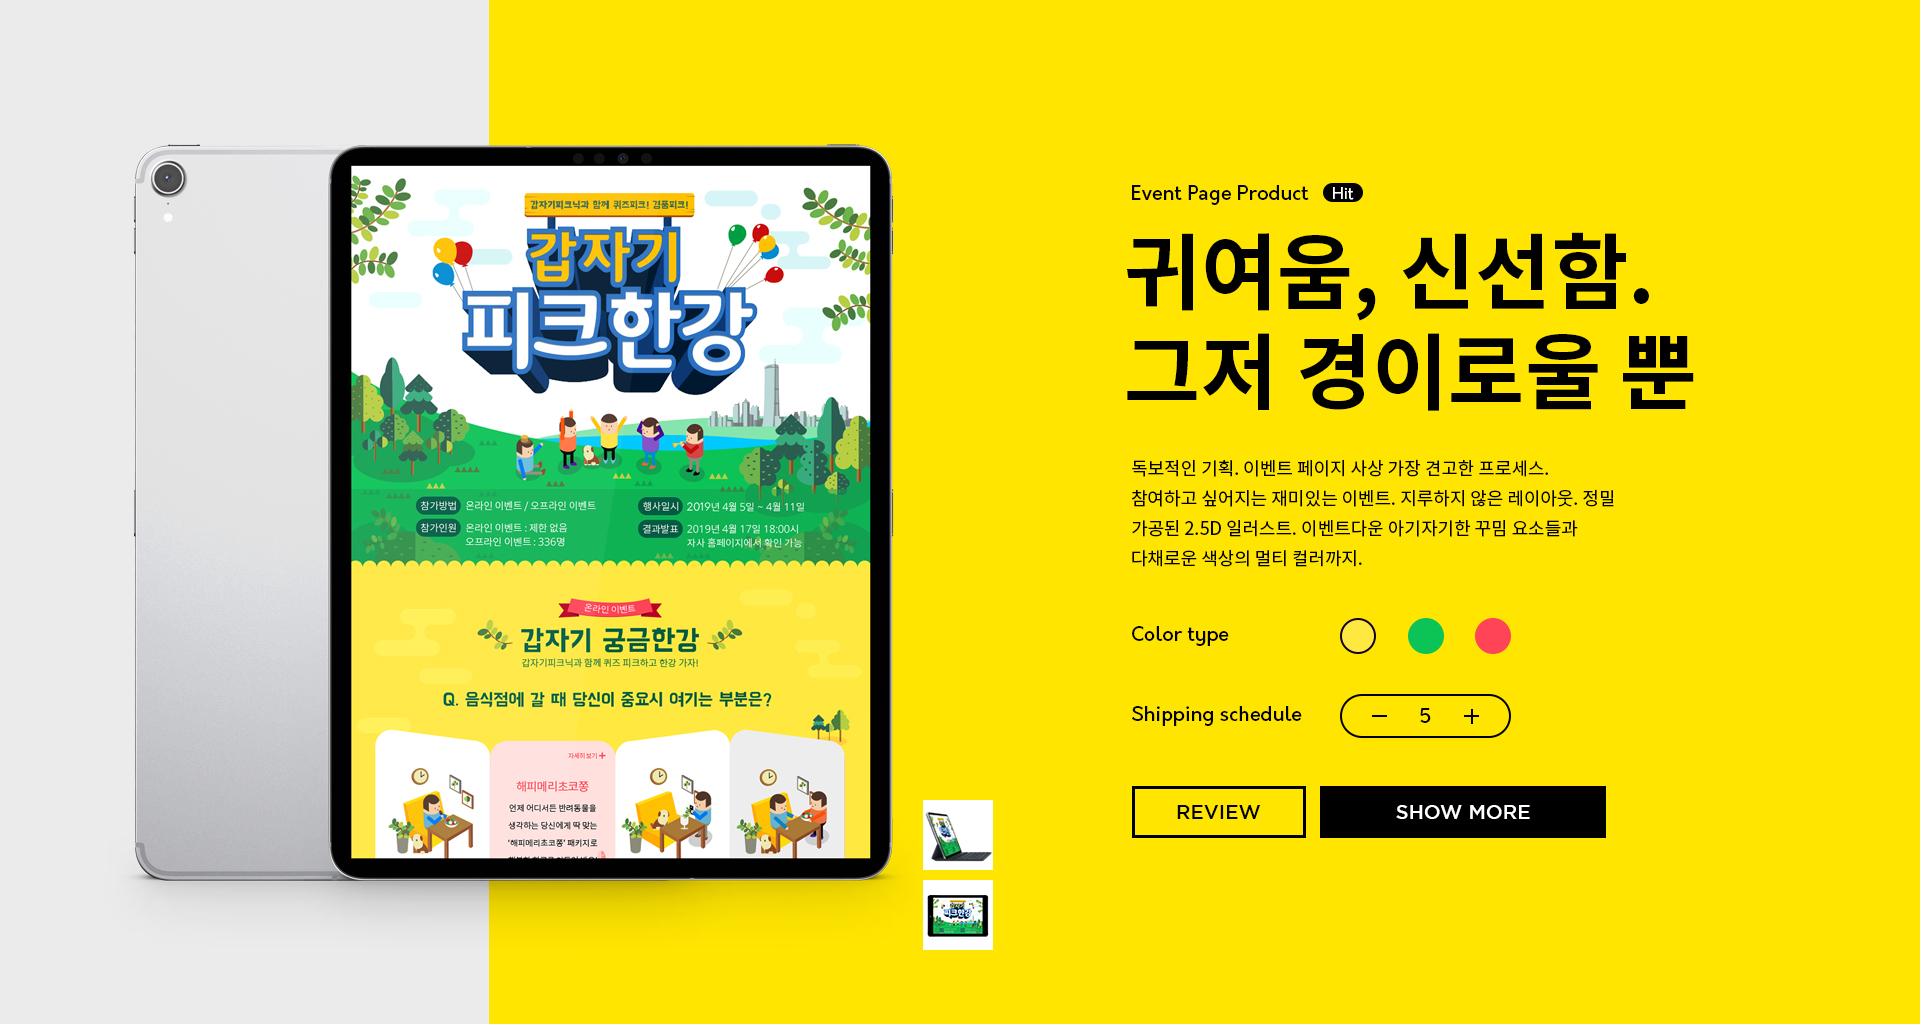 갑자기피크닉과 함께 퀴즈피크! 경품피크!
갑자기
피크한강
참가방법 온라인 이벤트 / 오프라인 이벤트
참가인원 온라인 이벤트 : 제한 없음
오프라인 이벤트 : 336명
행사일시 2019년 4월 5일 ~ 4월 11일
결과발표 2019년 4월 17일 18:00시
자사 홈페이지에서 확인 가능
온라인 이벤트
갑자기 궁금한강
갑자기피크닉과 함께 퀴즈 피크하고 한강 가자!
Q. 음식점에 갈 때 당신이 중요시 여기는 부분은?
자세히보기 +
해피메리초코쫑
언제 어디서든 반려동물을
생각하는 당신에게 딱 맞는
'해피메리초코쫑' 패키지로
Event Page Product Hit
귀여움, 신선함.
그저 경이로울 뿐
독보적인 기획. 이벤트 페이지 사상 가장 견고한 프로세스.
참여하고 싶어지는 재미있는 이벤트. 지루하지 않은 레이아웃. 정밀
가공된 2.5D 일러스트. 이벤트다운 아기자기한 꾸밈 요소들과
다채로운 색상의 멀티 컬러까지.
Color type
Shipping schedule − 5 +
REVIEW SHOW MORE
갑자기
피크한강